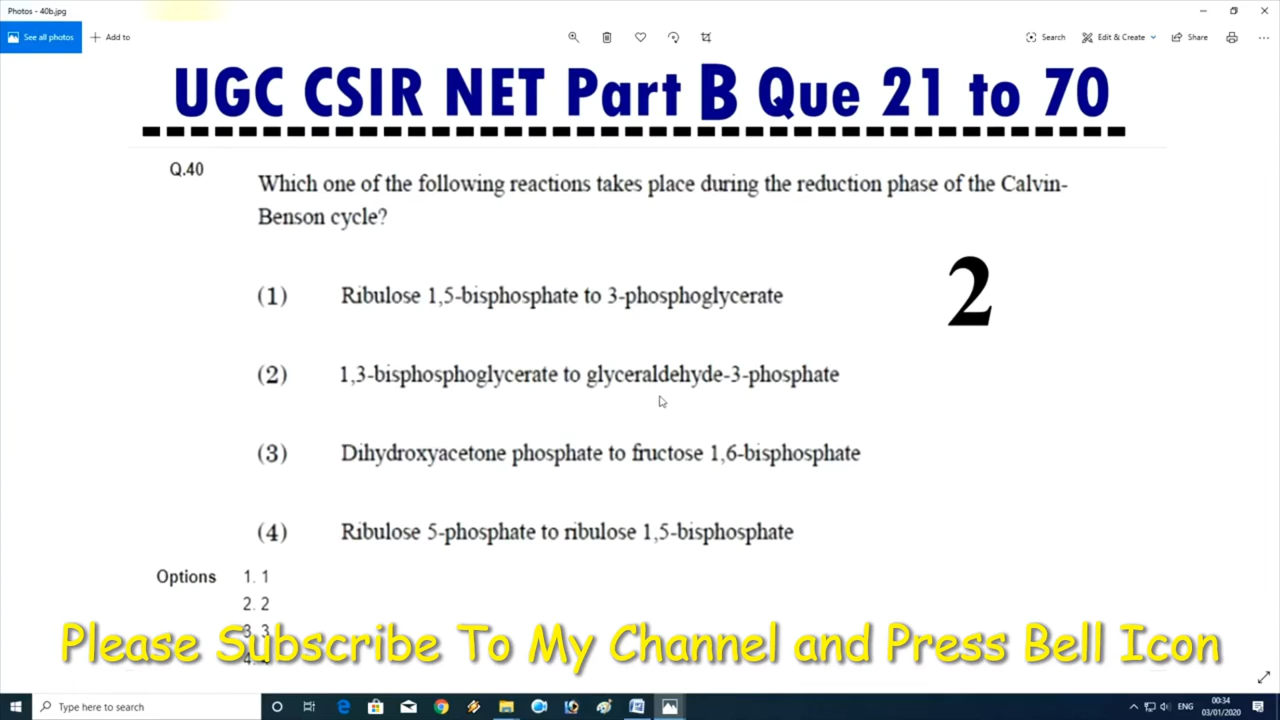 Photos - 40b.jpg
See all photos
Add to
Search
Edit & Create
Share
UGC CSIR NET Part B Que 21 to 70
Q.40
Which one of the following reactions takes place during the reduction phase of the Calvin-
Benson cycle?
2
(1) Ribulose 1,5-bisphosphate to 3-phosphoglycerate
(2) 1,3-bisphosphoglycerate to glyceraldehyde-3-phosphate
(3) Dihydroxyacetone phosphate to fructose 1,6-bisphosphate
(4) Ribulose 5-phosphate to ribulose 1,5-bisphosphate
Options 1. 1
2. 2
3. 3
Please Subscribe To My Channel and Press Bell Icon
Type here to search
ENG
00:34
03/01/2020